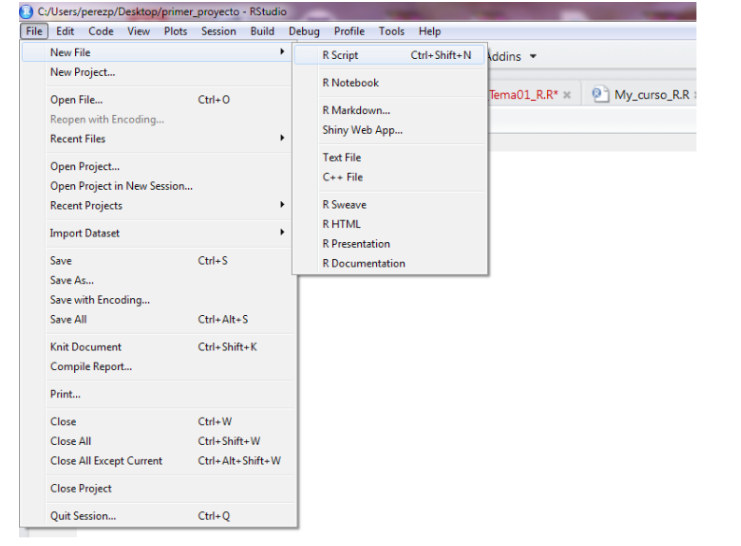 C:/Users/perezp/Desktop/primer_proyecto - RStudio
File Edit Code View Plots Session Build Debug Profile Tools Help
New File
New Project...
Open File... Ctrl+O
Reopen with Encoding...
Recent Files
Open Project...
Open Project in New Session...
Recent Projects
Import Dataset
Save Ctrl+S
Save As...
Save with Encoding...
Save All Ctrl+Alt+S
Knit Document Ctrl+Shift+K
Compile Report...
Print...
Close Ctrl+W
Close All Ctrl+Shift+W
Close All Except Current Ctrl+Alt+Shift+W
Close Project
Quit Session... Ctrl+Q
R Script Ctrl+Shift+N
R Notebook
R Markdown...
Shiny Web App...
Text File
C++ File
R Sweave
R HTML
R Presentation
R Documentation
Addins
Tema01_R.R* My_curso_R.R